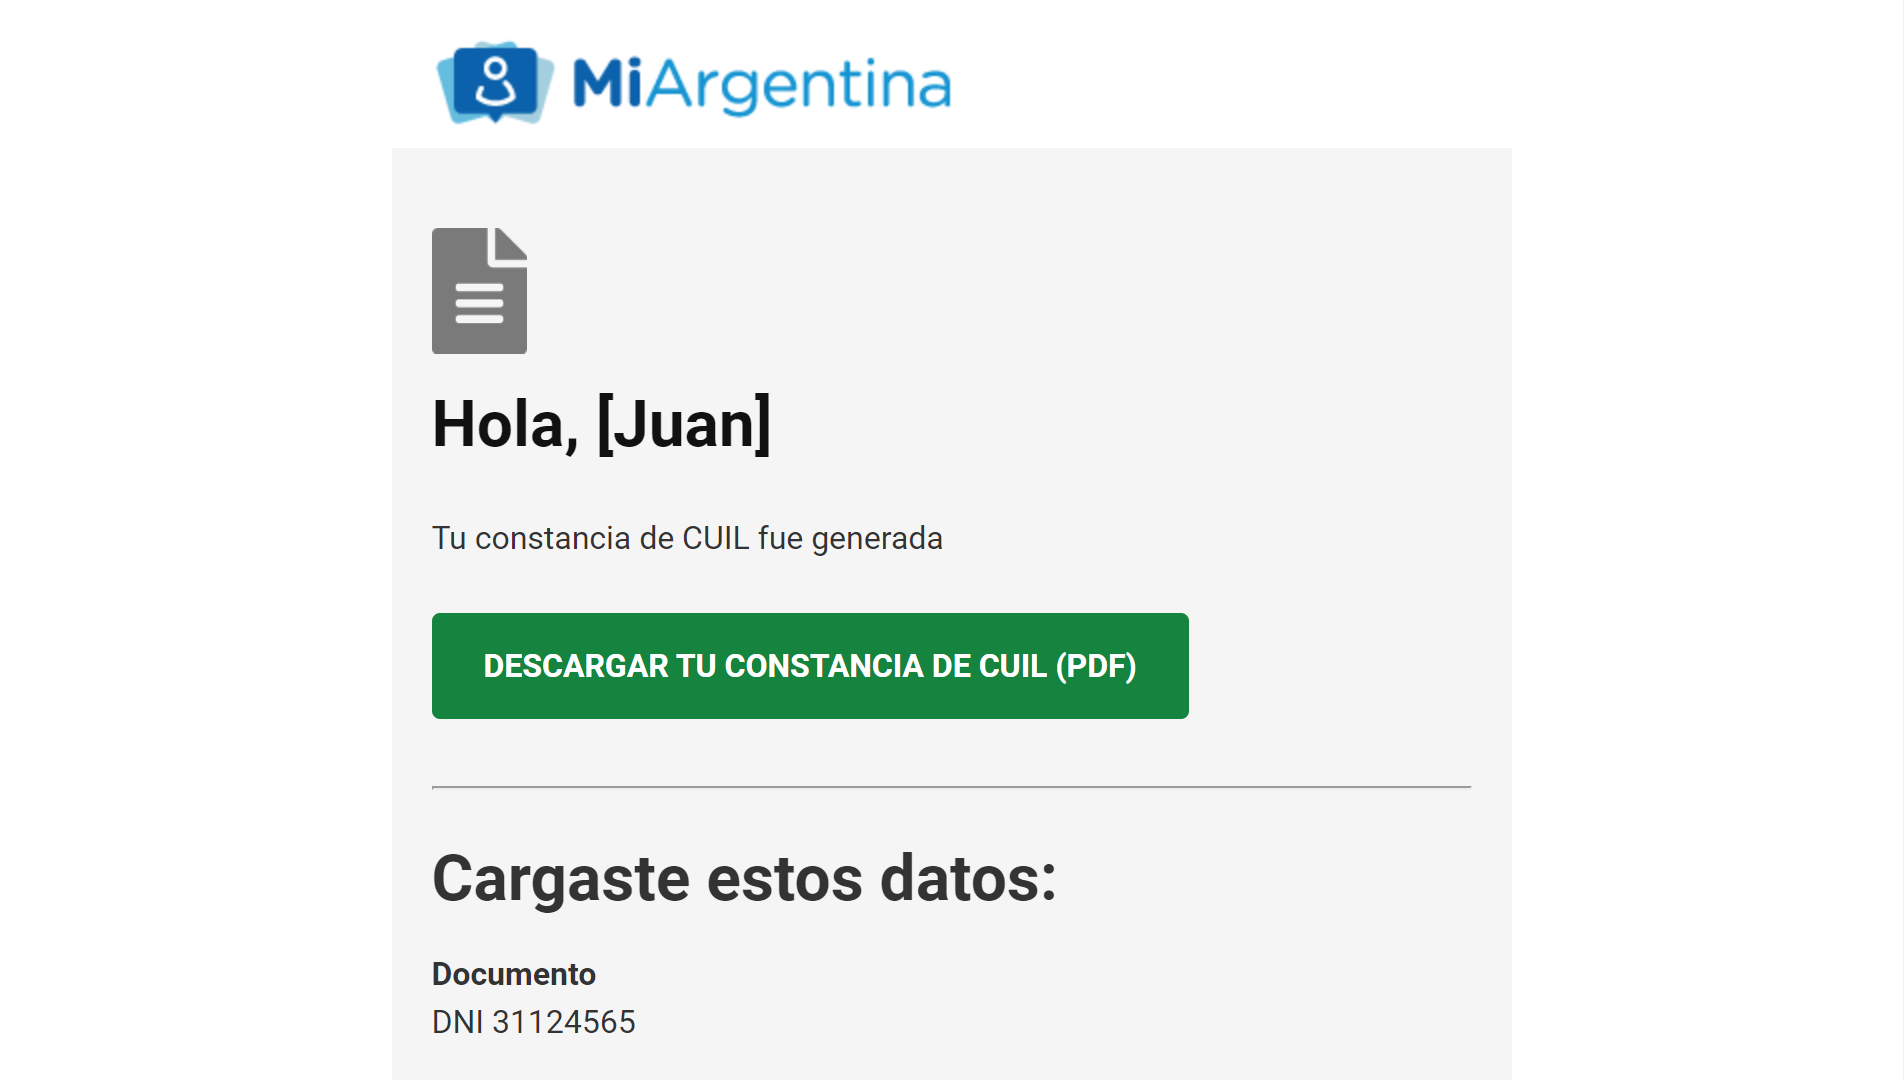 MiArgentina
Hola, [Juan]
Tu constancia de CUIL fue generada
DESCARGAR TU CONSTANCIA DE CUIL (PDF)
Cargaste estos datos:
Documento
DNI 31124565